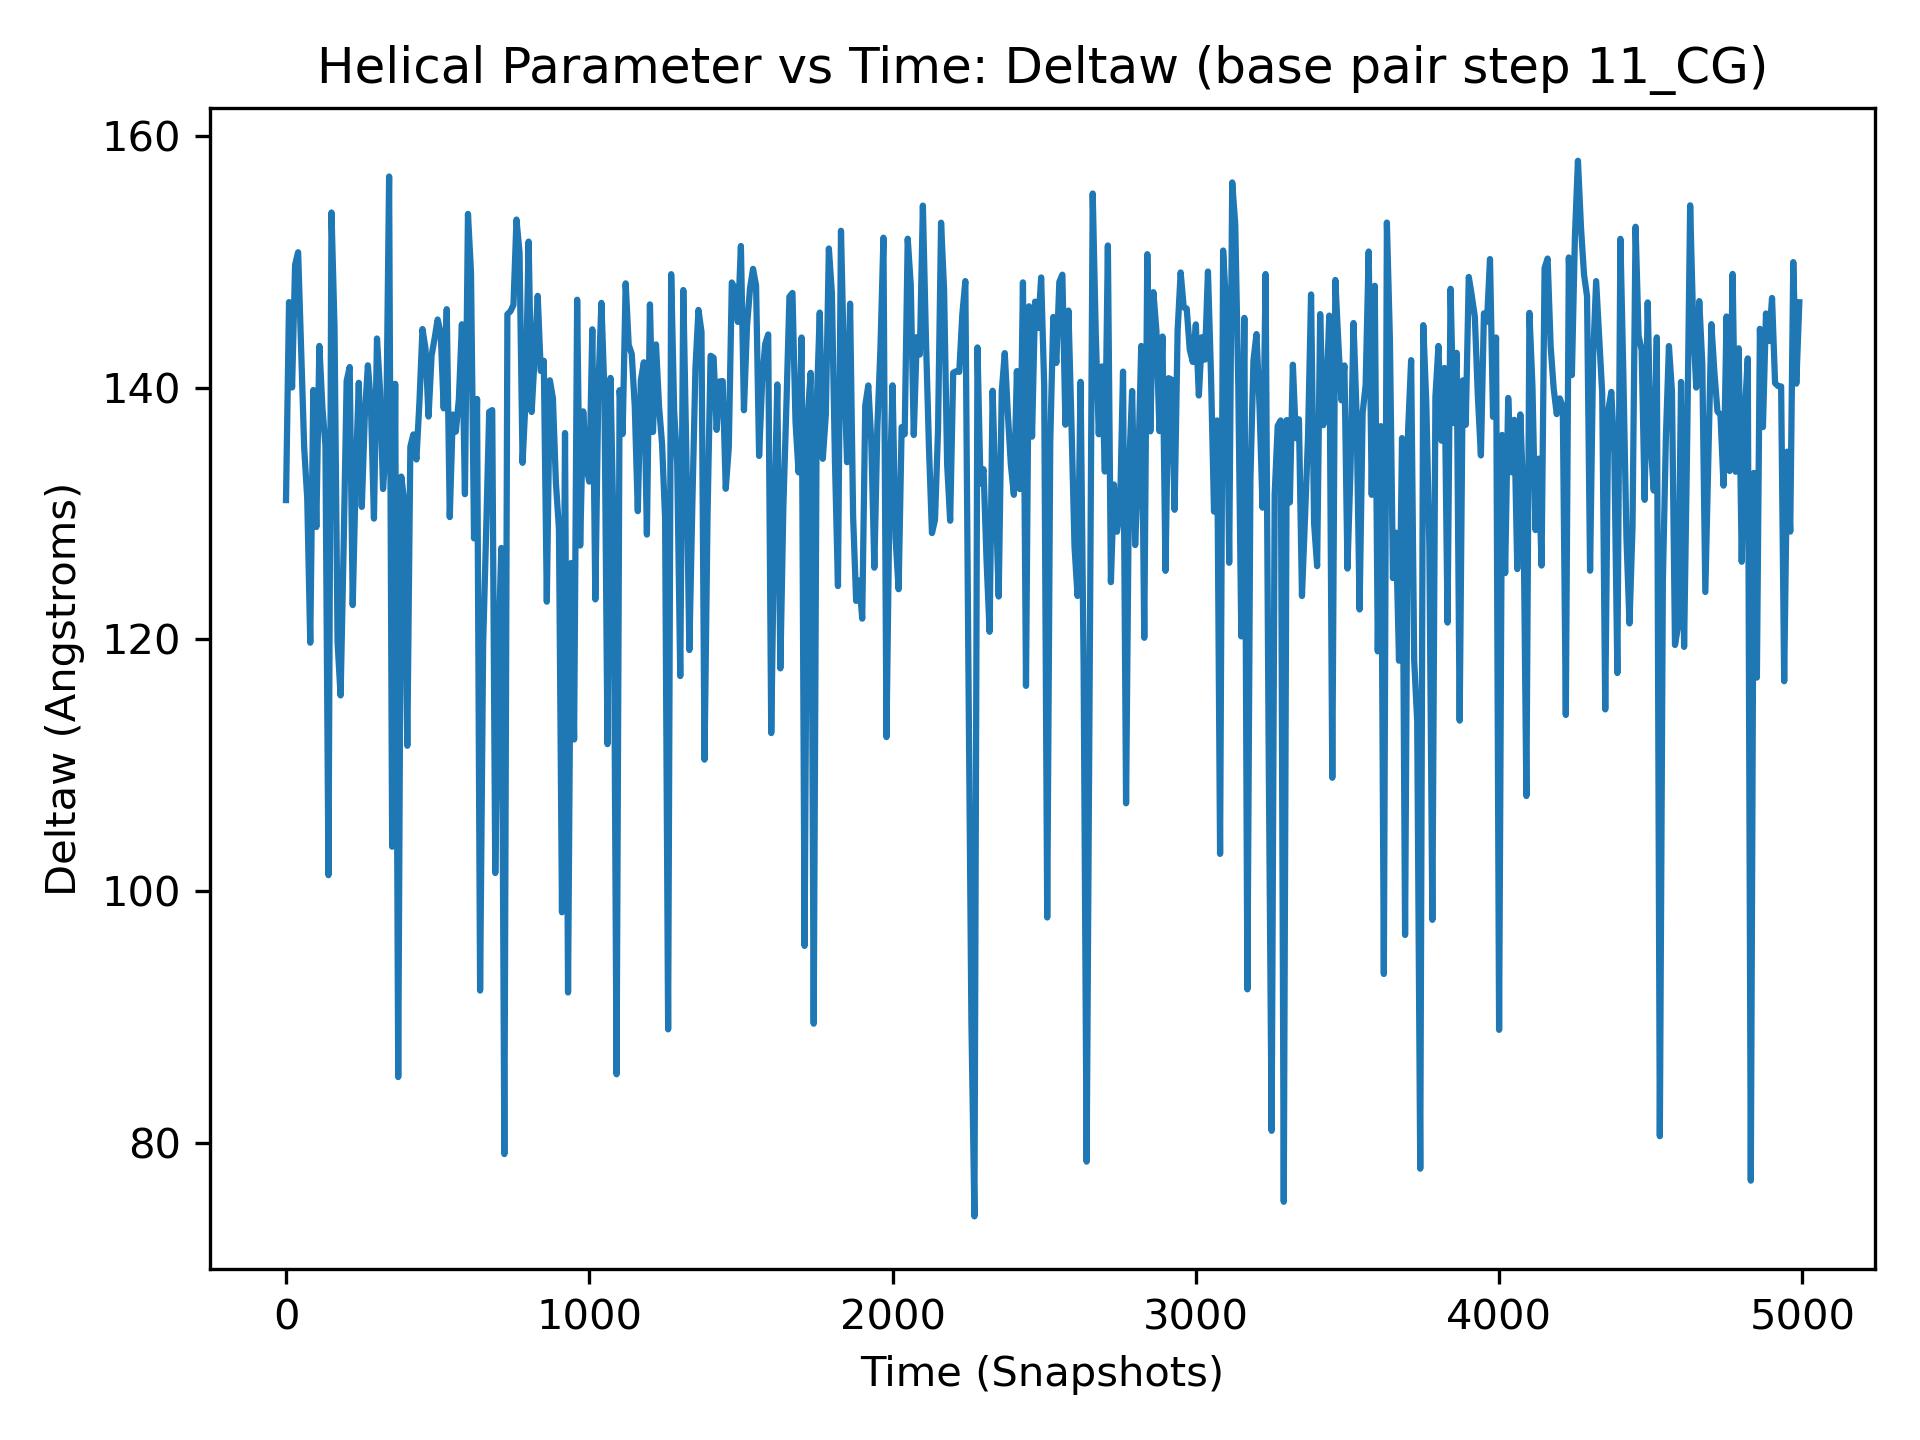 Helical Parameter vs Time: Deltaw (base pair step 11_CG)
160
140
120
100
80
Deltaw (Angstroms)
0 1000 2000 3000 4000 5000
Time (Snapshots)